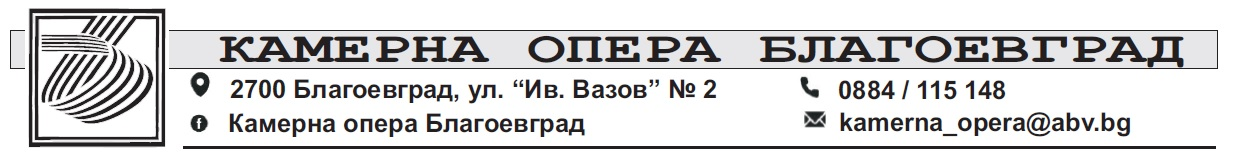 КАМЕРНА ОПЕРА БЛАГОЕВГРАД
2700 Благоевград, ул. “Ив. Вазов” № 2
0884 / 115 148
Камерна опера Благоевград
kamerna_opera@abv.bg